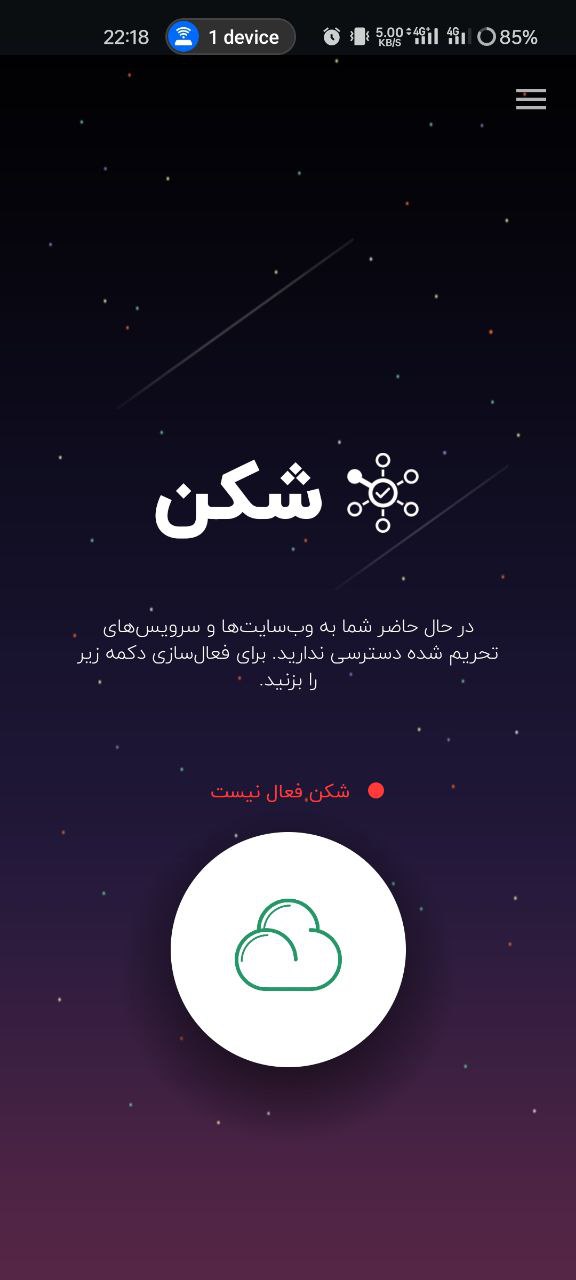 22:18
1 device
5.00 KB/S
4G+
4G
85%
شکن
در حال حاضر شما به وب‌سایت‌ها و سرویس‌های
تحریم شده دسترسی ندارید. برای فعال‌سازی دکمه زیر
را بزنید.
شکن فعال نیست